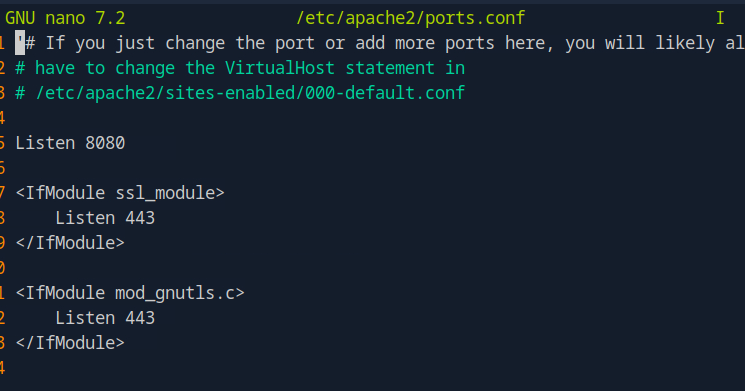 GNU nano 7.2 /etc/apache2/ports.conf I
1 '# If you just change the port or add more ports here, you will likely al
2 # have to change the VirtualHost statement in
3 # /etc/apache2/sites-enabled/000-default.conf
4
5 Listen 8080
6
7 <IfModule ssl_module>
8     Listen 443
9 </IfModule>
0
1 <IfModule mod_gnutls.c>
2     Listen 443
3 </IfModule>
4